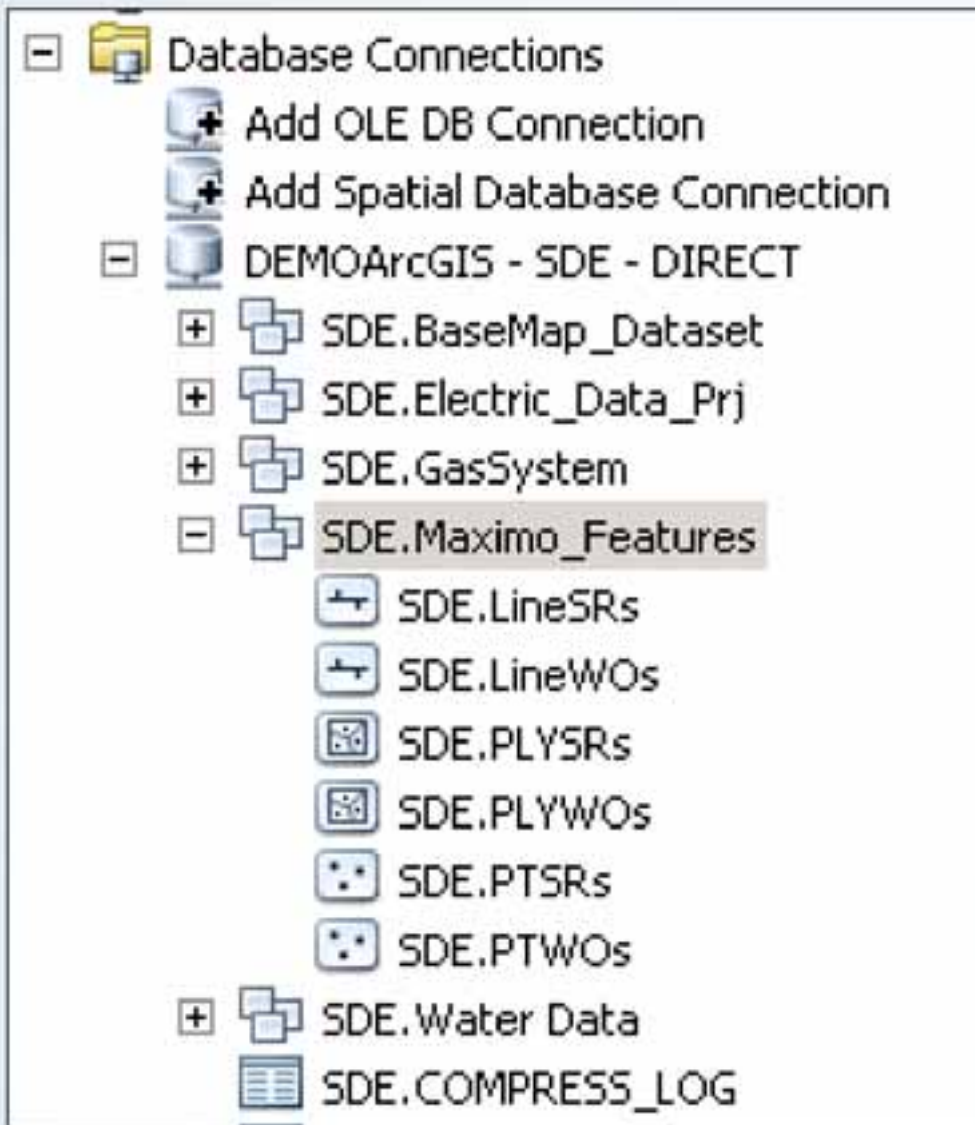 Database Connections
Add OLE DB Connection
Add Spatial Database Connection
DEMOArcGIS - SDE - DIRECT
SDE.BaseMap_Dataset
SDE.Electric_Data_Prj
SDE.GasSystem
SDE.Maximo_Features
SDE.LineSRs
SDE.LineWOs
SDE.PLYSRs
SDE.PLYWOs
SDE.PTSRs
SDE.PTWOs
SDE.Water Data
SDE.COMPRESS_LOG